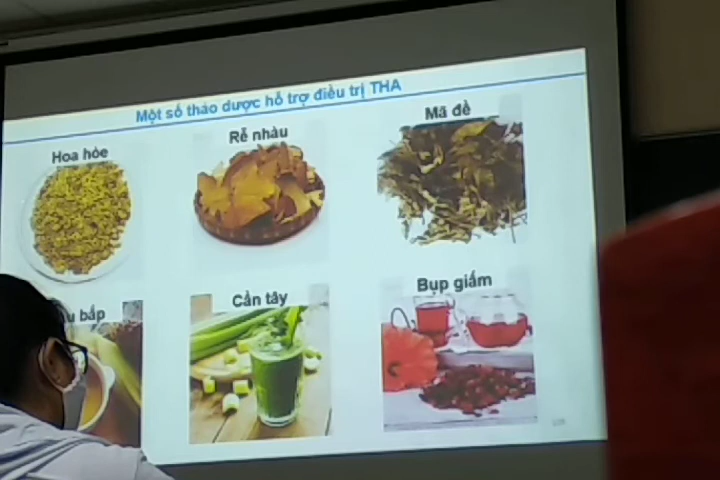 Một số thảo dược hỗ trợ điều trị THA
Hoa hòe
Rễ nhàu
Mã đề
bắp
Cần tây
Bụp giấm